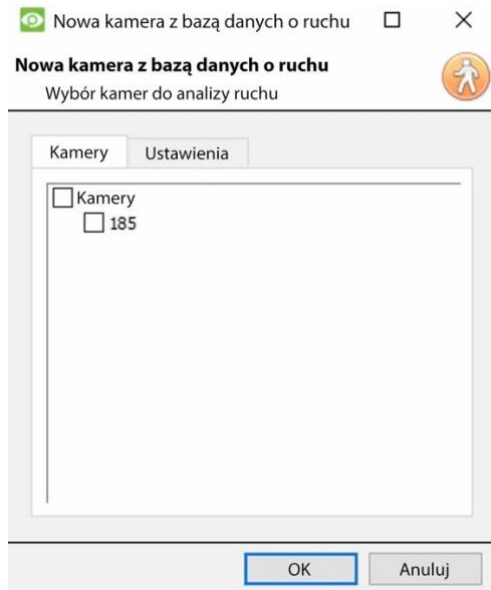 Nowa kamera z bazą danych o ruchu
Nowa kamera z bazą danych o ruchu
Wybór kamer do analizy ruchu
Kamery Ustawienia
Kamery
185
OK Anuluj